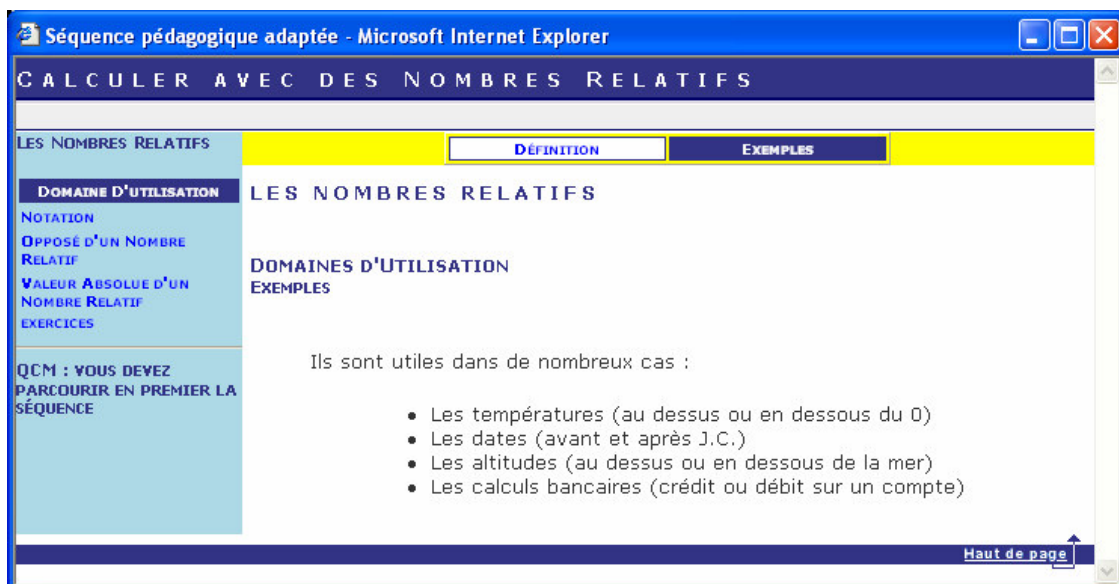 Séquence pédagogique adaptée - Microsoft Internet Explorer
CALCULER AVEC DES NOMBRES RELATIFS
LES NOMBRES RELATIFS
DOMAINE D'UTILISATION
NOTATION
OPPOSÉ D'UN NOMBRE
RELATIF
VALEUR ABSOLUE D'UN
NOMBRE RELATIF
EXERCICES
QCM : VOUS DEVEZ
PARCOURIR EN PREMIER LA
SÉQUENCE
DÉFINITION
EXEMPLES
LES NOMBRES RELATIFS
DOMAINES D'UTILISATION
EXEMPLES
Ils sont utiles dans de nombreux cas :
• Les températures (au dessus ou en dessous du 0)
• Les dates (avant et après J.C.)
• Les altitudes (au dessus ou en dessous de la mer)
• Les calculs bancaires (crédit ou débit sur un compte)
Haut de page